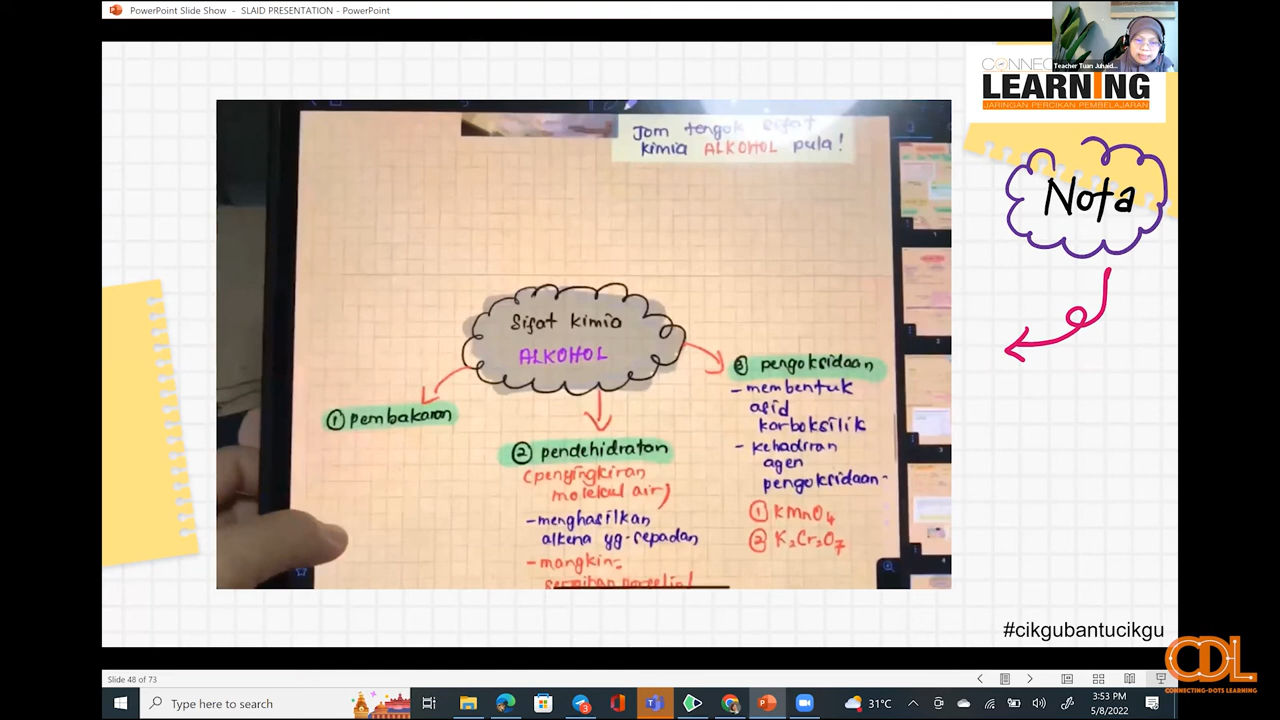 PowerPoint Slide Show - SLAID PRESENTATION - PowerPoint
Teacher Tuan Juhaid...
LEARNING
JARINGAN PERCIKAN PEMBELAJARAN
Jom tengok sifat
kimia ALKOHOL pula!
Nota
Sifat kimia
ALKOHOL
① pembakaran
② pendehidratan
(penyingkiran
molekul air)
- menghasilkan
alkena yg sepadan
- mangkin:
serpihan porselin/
③ pengoksidaan
- membentuk
asid
karboksilik
- kehadiran
agen
pengoksidaan-
① KMnO₄
② K₂Cr₂O₇
#cikgubantucikgu
CDL
CONNECTING-DOTS LEARNING
Slide 48 of 73
Type here to search
31°C
3:53 PM
5/8/2022